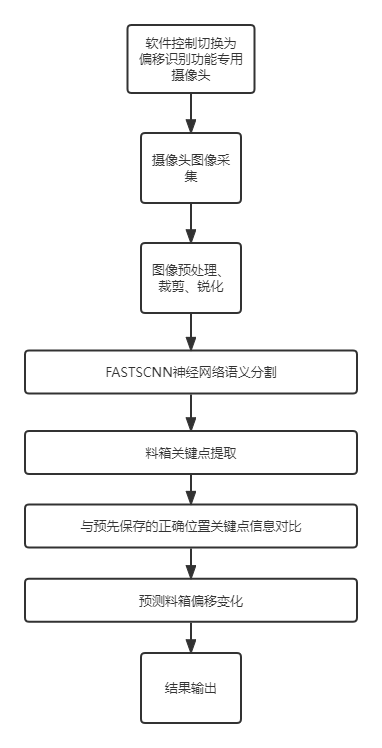 软件控制切换为
偏移识别功能专用
摄像头
摄像头图像采
集
图像预处理、
裁剪、锐化
FASTSCNN神经网络语义分割
料箱关键点提取
与预先保存的正确位置关键点信息对比
预测料箱偏移变化
结果输出